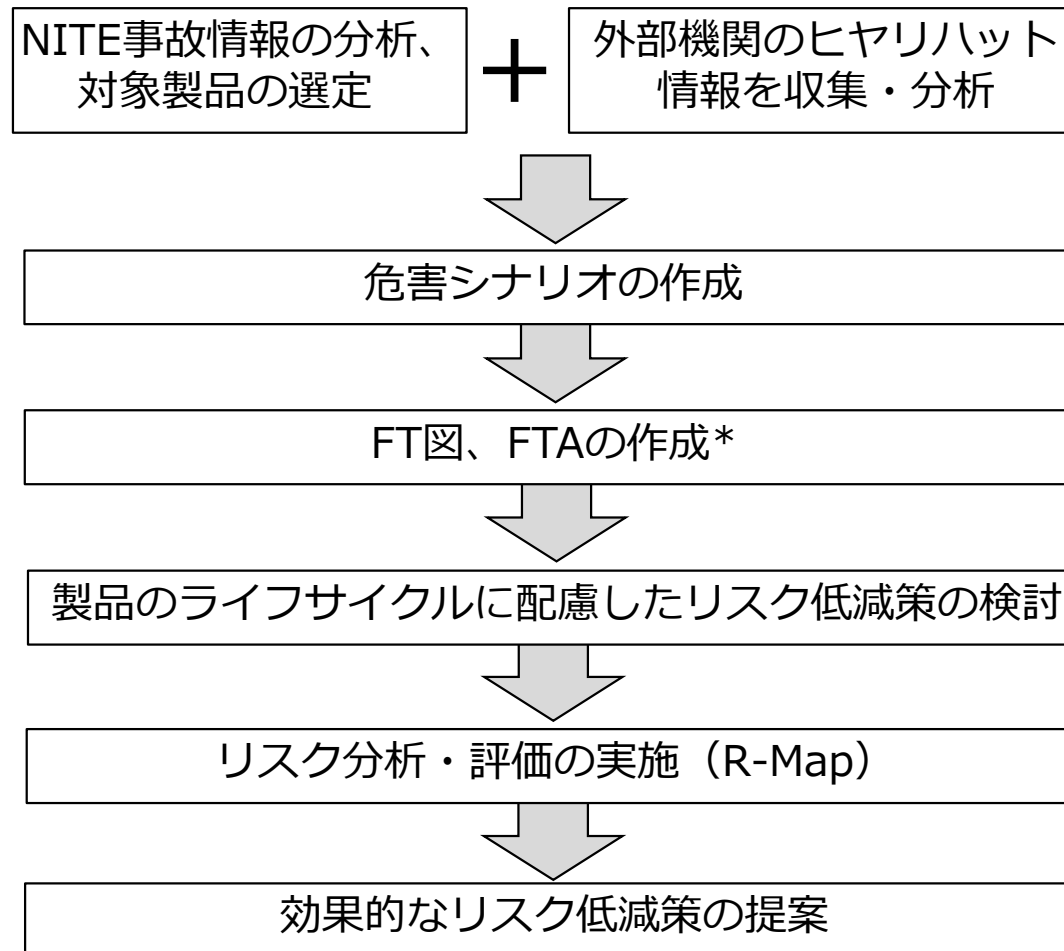 NITE事故情報の分析、
対象製品の選定
+
外部機関のヒヤリハット
情報を収集・分析
危害シナリオの作成
FT図、FTAの作成*
製品のライフサイクルに配慮したリスク低減策の検討
リスク分析・評価の実施（R-Map）
効果的なリスク低減策の提案